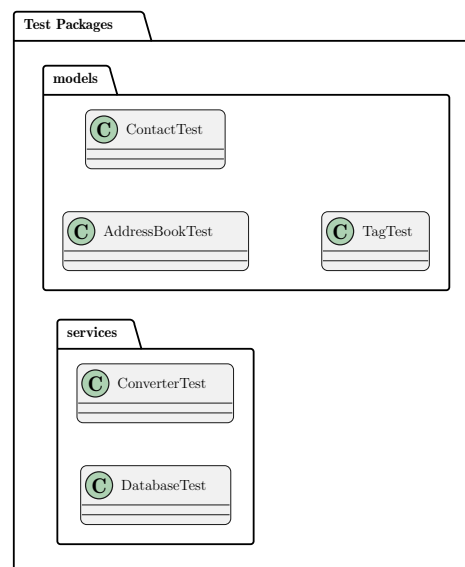 Test Packages
models
C ContactTest
C AddressBookTest
C TagTest
services
C ConverterTest
C DatabaseTest